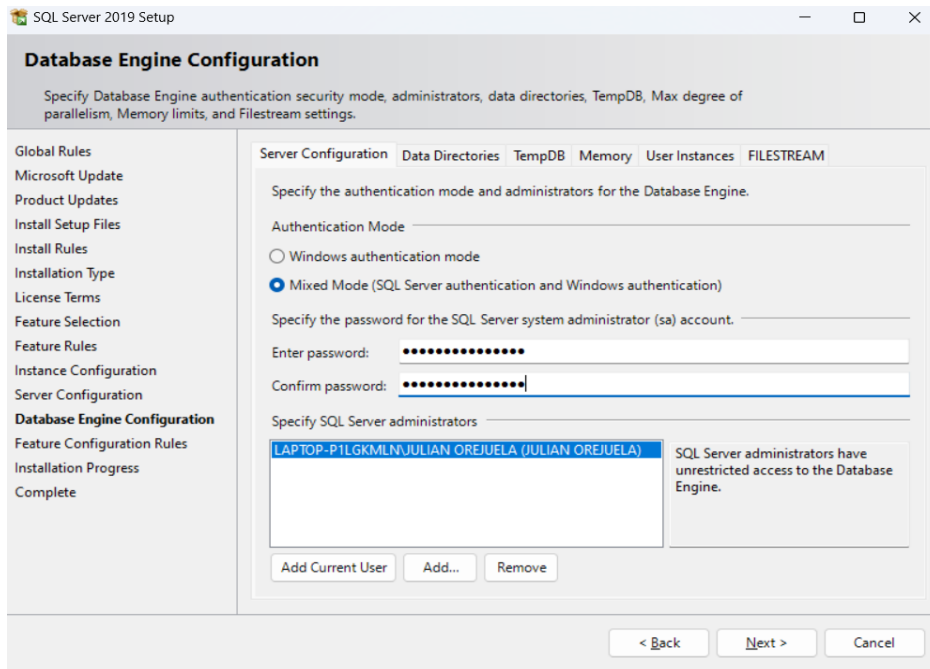 SQL Server 2019 Setup
Database Engine Configuration
Specify Database Engine authentication security mode, administrators, data directories, TempDB, Max degree of
parallelism, Memory limits, and Filestream settings.
Global Rules
Microsoft Update
Product Updates
Install Setup Files
Install Rules
Installation Type
License Terms
Feature Selection
Feature Rules
Instance Configuration
Server Configuration
Database Engine Configuration
Feature Configuration Rules
Installation Progress
Complete
Server Configuration Data Directories TempDB Memory User Instances FILESTREAM
Specify the authentication mode and administrators for the Database Engine.
Authentication Mode
Windows authentication mode
Mixed Mode (SQL Server authentication and Windows authentication)
Specify the password for the SQL Server system administrator (sa) account.
Enter password: ●●●●●●●●●●●●●●●
Confirm password: ●●●●●●●●●●●●●●●
Specify SQL Server administrators
LAPTOP-P1LGKMLN\JULIAN OREJUELA (JULIAN OREJUELA)
SQL Server administrators have
unrestricted access to the Database
Engine.
Add Current User Add... Remove
< Back Next > Cancel